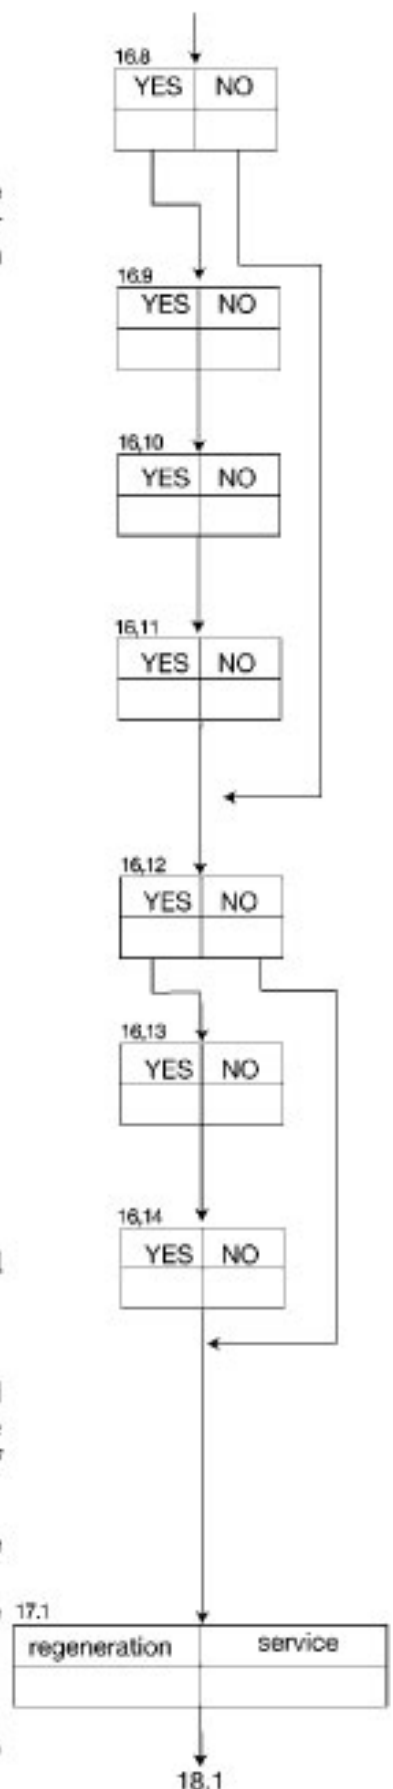 16.8
YES NO
16.9
YES NO
16,10
YES NO
16,11
YES NO
16,12
YES NO
16,13
YES NO
16,14
YES NO
17.1
regeneration service
18.1